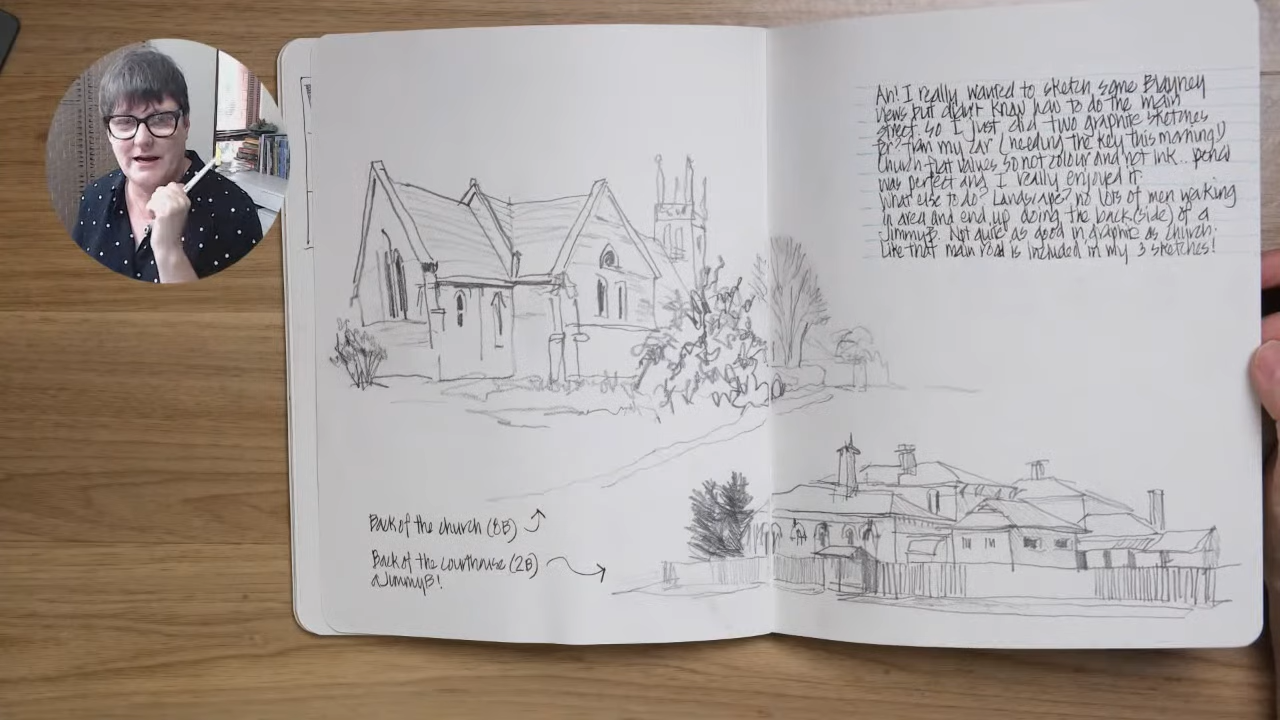 Ah! I really wanted to sketch some Blayney
views but didn't know how to do the main
street so I just did two graphite sketches
from my car (needing the key this morning!)
Church flat values so not colour and not ink... pencil
was perfect and I really enjoyed it.
What else to do? Landscape? no lots of men working
in area and end up doing the back (side) of a
JimmyB. Not quite as good in graphic as church.
Like that main road is included in my 3 sketches!
Back of the church (8B)
Back of the courthouse (2B)
a JimmyB!